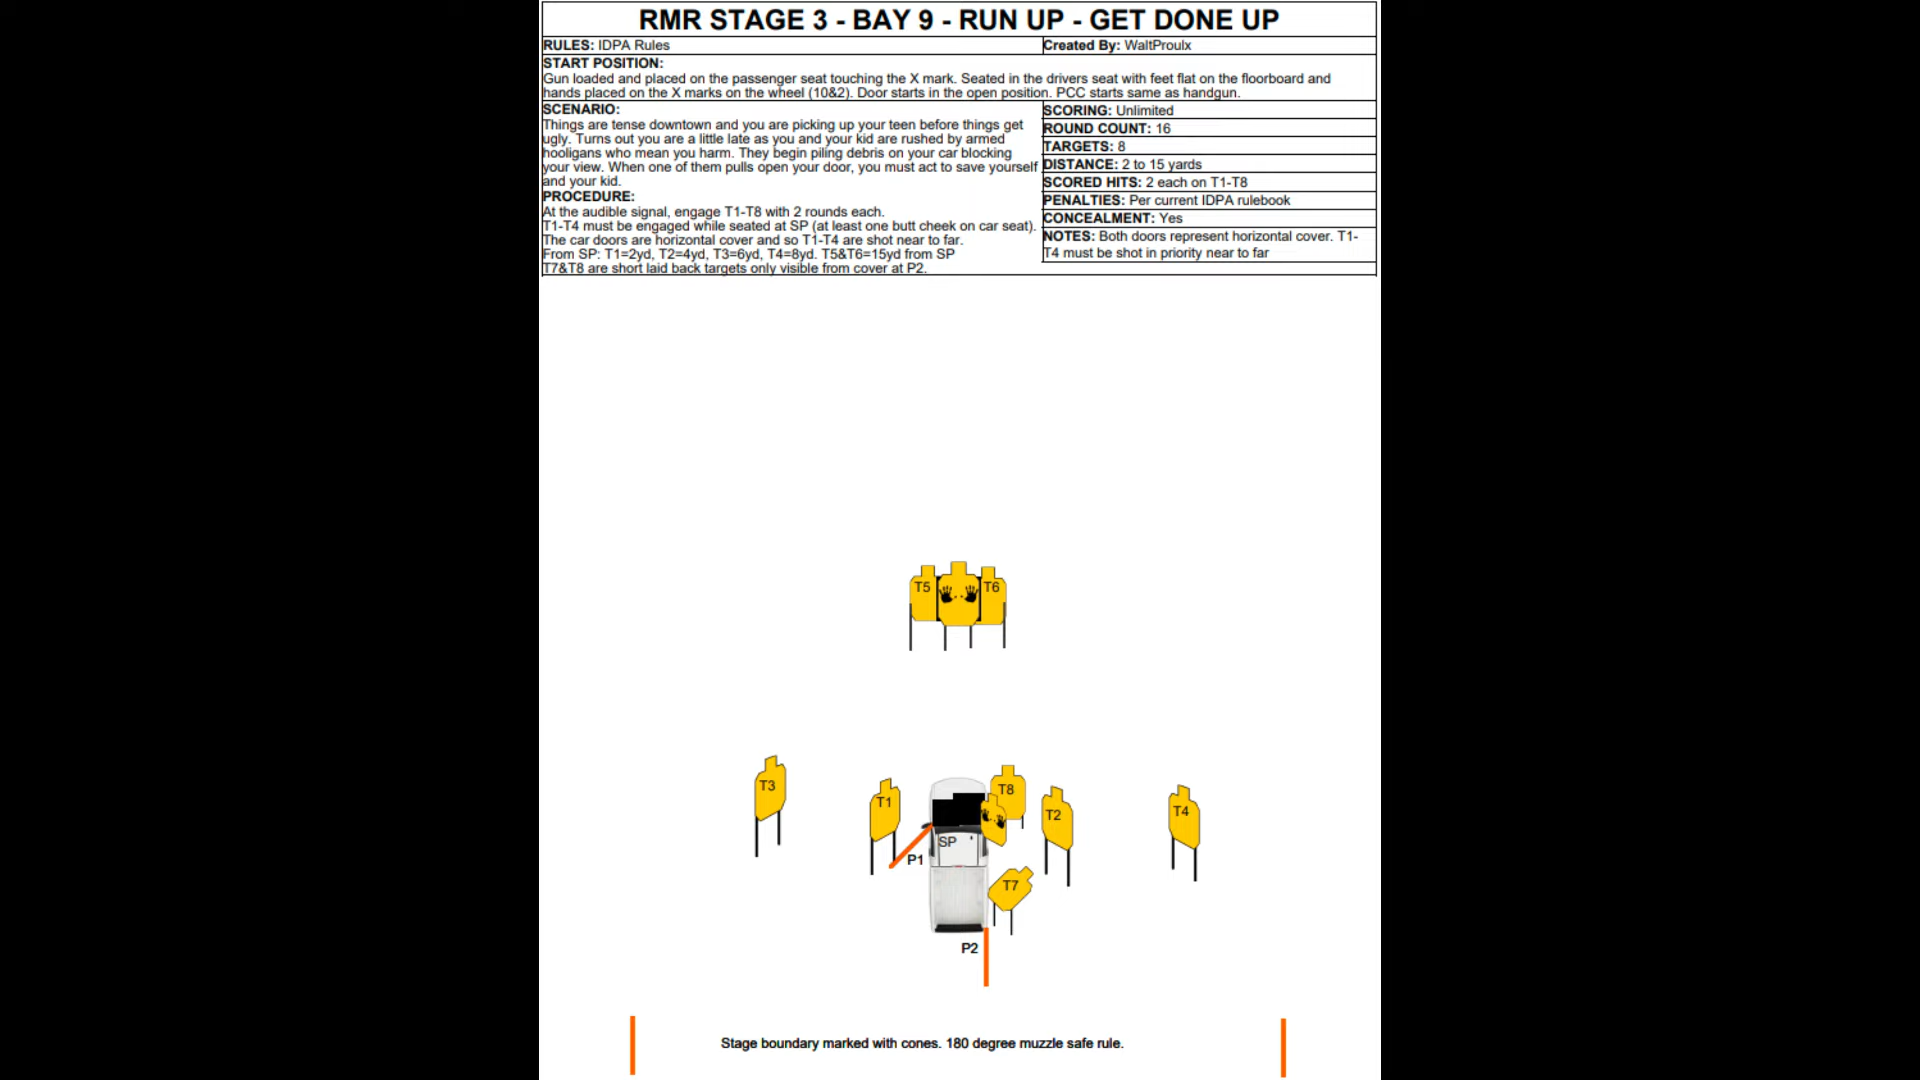 RMR STAGE 3 - BAY 9 - RUN UP - GET DONE UP
RULES: IDPA Rules
Created By: WaltProulx
START POSITION:
Gun loaded and placed on the passenger seat touching the X mark. Seated in the drivers seat with feet flat on the floorboard and
hands placed on the X marks on the wheel (10&2). Door starts in the open position. PCC starts same as handgun.
SCENARIO:
Things are tense downtown and you are picking up your teen before things get
ugly. Turns out you are a little late as you and your kid are rushed by armed
hooligans who mean you harm. They begin piling debris on your car blocking
your view. When one of them pulls open your door, you must act to save yourself
and your kid.
PROCEDURE:
At the audible signal, engage T1-T8 with 2 rounds each.
T1-T4 must be engaged while seated at SP (at least one butt cheek on car seat).
The car doors are horizontal cover and so T1-T4 are shot near to far.
From SP: T1=2yd, T2=4yd, T3=6yd, T4=8yd. T5&T6=15yd from SP
T7&T8 are short laid back targets only visible from cover at P2.
SCORING: Unlimited
ROUND COUNT: 16
TARGETS: 8
DISTANCE: 2 to 15 yards
SCORED HITS: 2 each on T1-T8
PENALTIES: Per current IDPA rulebook
CONCEALMENT: Yes
NOTES: Both doors represent horizontal cover. T1-
T4 must be shot in priority near to far
T5
T6
T3
T1
T8
T2
T4
SP
P1
T7
P2
Stage boundary marked with cones. 180 degree muzzle safe rule.